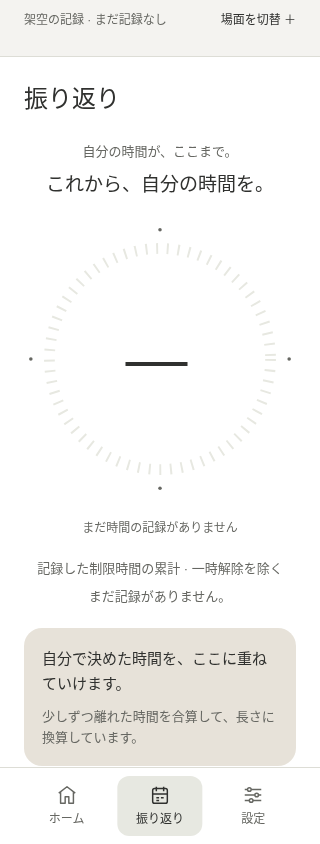 架空の記録 · まだ記録なし
場面を切替 ＋
振り返り
自分の時間が、ここまで。
これから、自分の時間を。
—
まだ時間の記録がありません
記録した制限時間の累計 · 一時解除を除く
まだ記録がありません。
自分で決めた時間を、ここに重ね
ていけます。
少しずつ離れた時間を合算して、長さに
換算しています。
ホーム
振り返り
設定